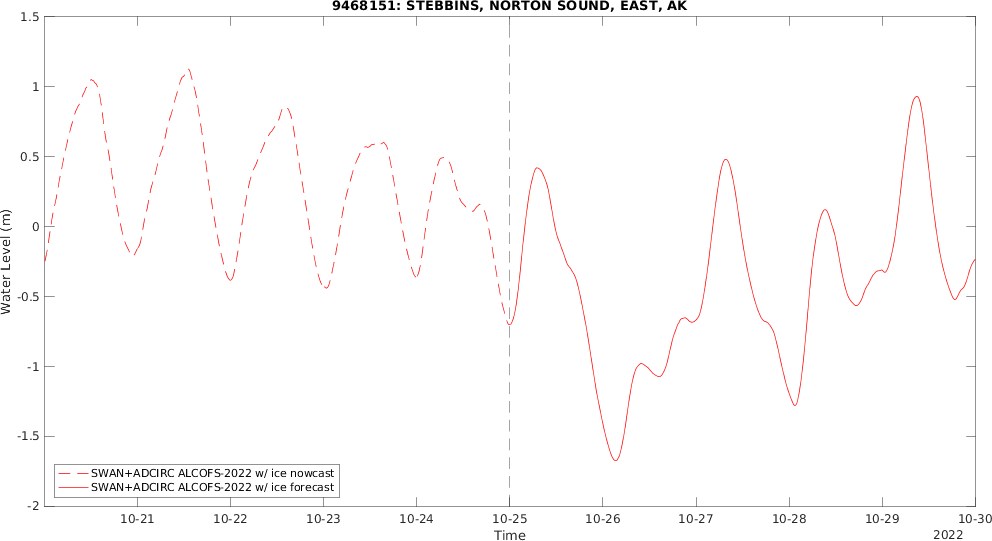 9468151: STEBBINS, NORTON SOUND, EAST, AK
1.5
1
0.5
0
-0.5
-1
-1.5
-2
Water Level (m)
SWAN+ADCIRC ALCOFS-2022 w/ ice nowcast
SWAN+ADCIRC ALCOFS-2022 w/ ice forecast
10-21 10-22 10-23 10-24 10-25 10-26 10-27 10-28 10-29 10-30
Time
2022